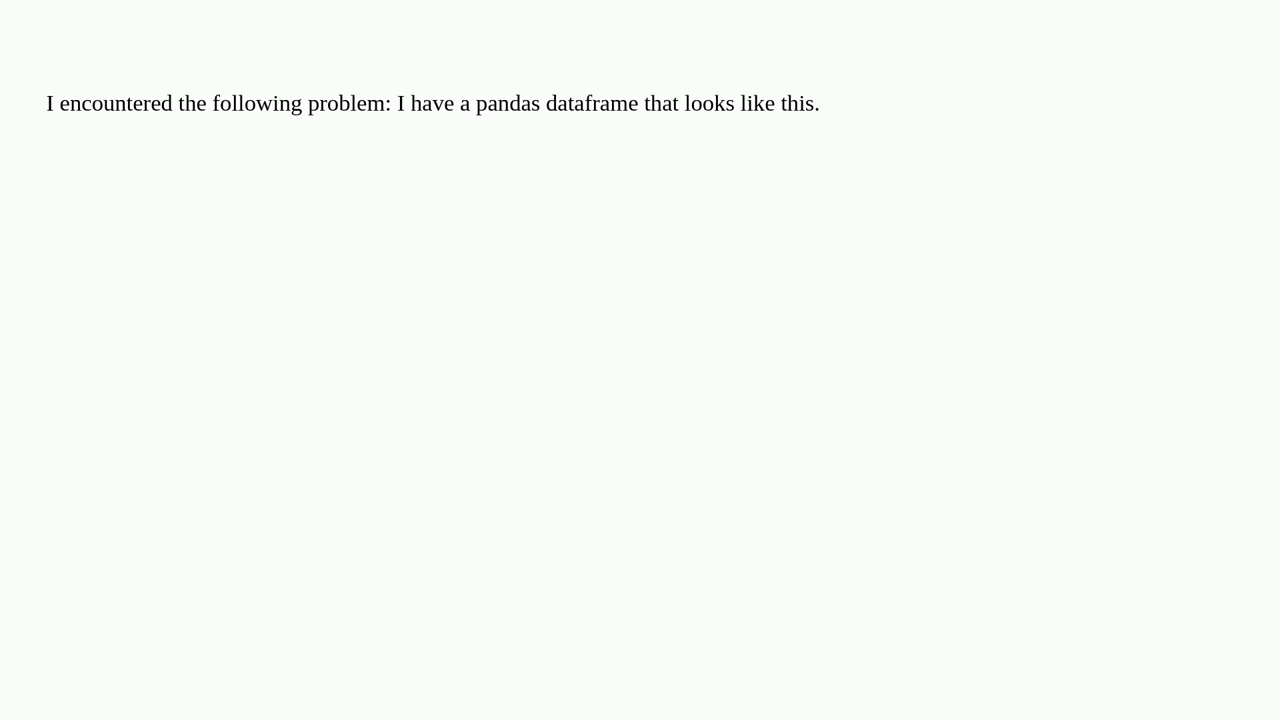 I encountered the following problem: I have a pandas dataframe that looks like this.